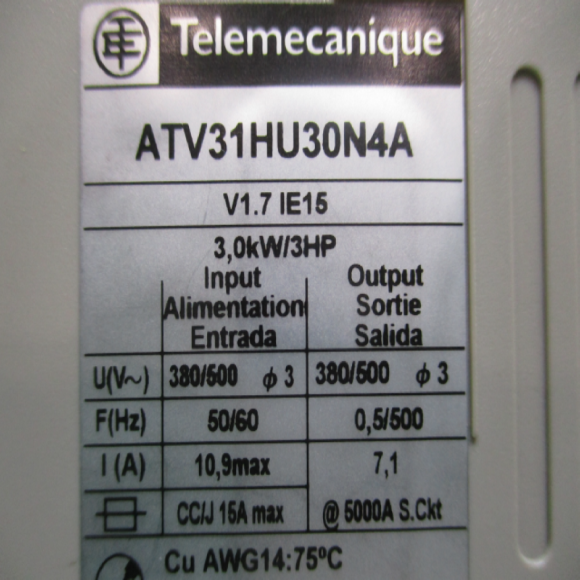 Telemecanique
ATV31HU30N4A
V1.7 IE15
3,0kW/3HP
Input Output
Alimentation Sortie
Entrada Salida
U(V~) 380/500 ϕ 3 380/500 ϕ 3
F(Hz) 50/60 0,5/500
I (A) 10,9max 7,1
CC/J 15A max @ 5000A S.Ckt
Cu AWG14:75ºC